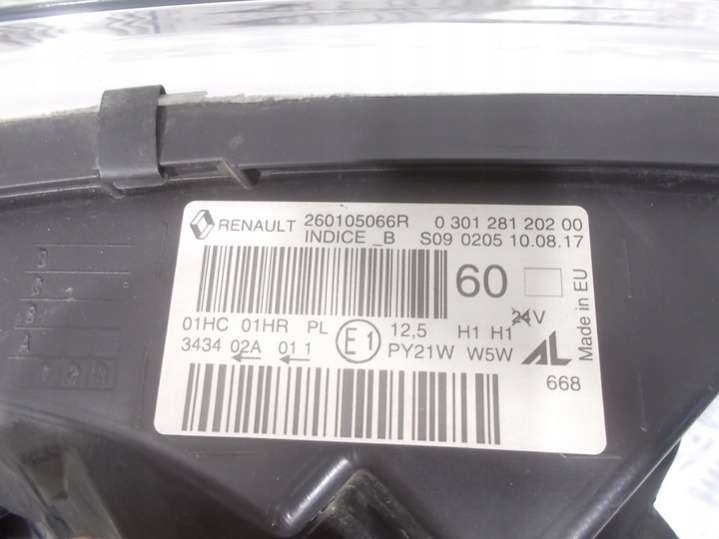 RENAULT 260105066R 0 301 281 202 00
INDICE _B S09 0205 10.08.17
60
24V
01HC 01HR PL E1 12,5 H1 H1
3434 02A 01 1 PY21W W5W AL
668
Made in EU